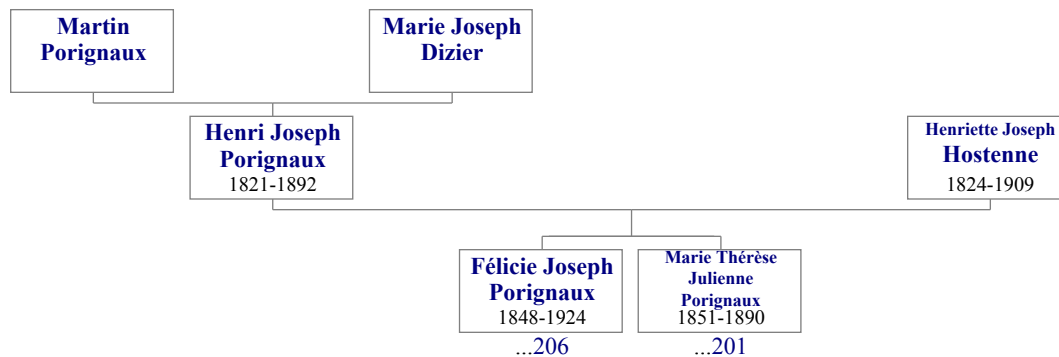 Martin
Porignaux
Marie Joseph
Dizier
Henri Joseph
Porignaux
1821-1892
Henriette Joseph
Hostenne
1824-1909
Félicie Joseph
Porignaux
1848-1924
...206
Marie Thérèse
Julienne
Porignaux
1851-1890
...201